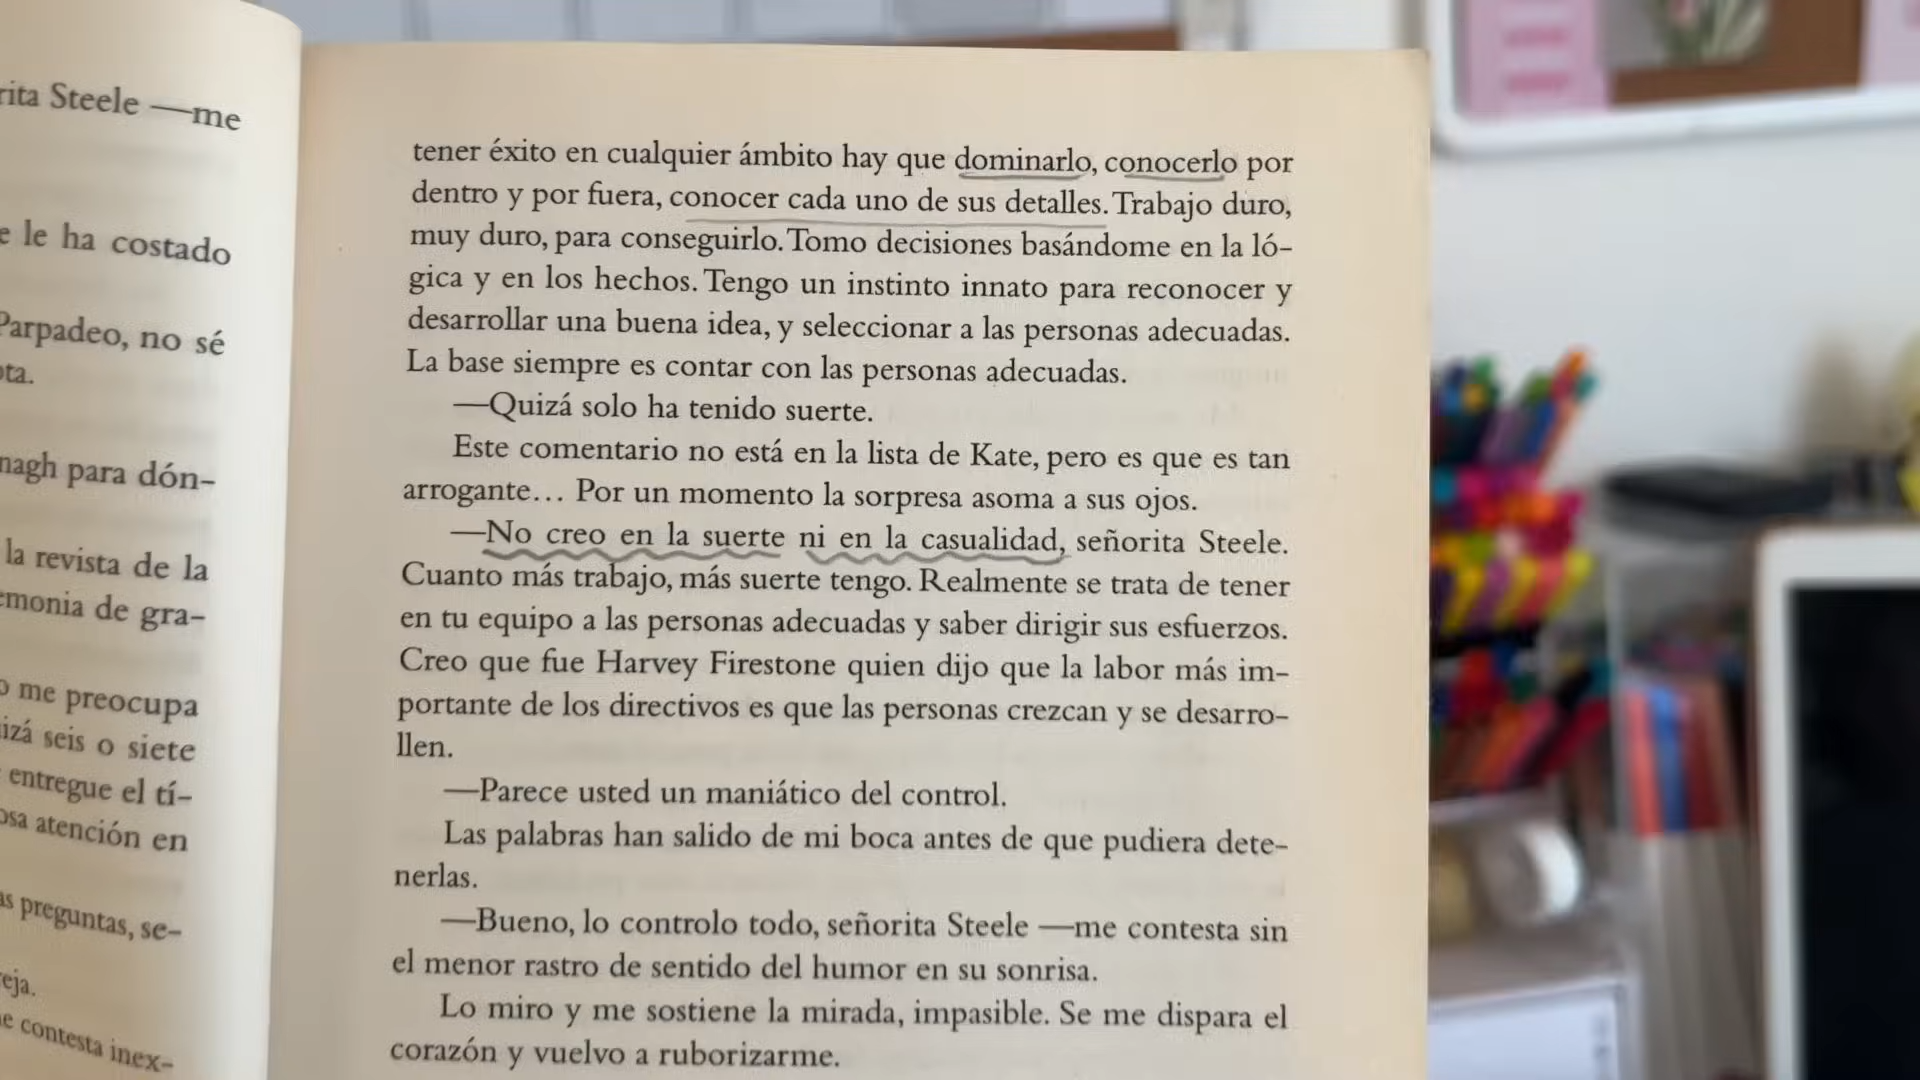 rita Steele —me
e le ha costado
Parpadeo, no sé
ota.
nagh para dón-
la revista de la
emonia de gra-
o me preocupa
izá seis o siete
entregue el tí-
osa atención en
as preguntas, se-
eja.
e contesta inex-
tener éxito en cualquier ámbito hay que dominarlo, conocerlo por
dentro y por fuera, conocer cada uno de sus detalles. Trabajo duro,
muy duro, para conseguirlo. Tomo decisiones basándome en la ló-
gica y en los hechos. Tengo un instinto innato para reconocer y
desarrollar una buena idea, y seleccionar a las personas adecuadas.
La base siempre es contar con las personas adecuadas.
—Quizá solo ha tenido suerte.
Este comentario no está en la lista de Kate, pero es que es tan
arrogante... Por un momento la sorpresa asoma a sus ojos.
—No creo en la suerte ni en la casualidad, señorita Steele.
Cuanto más trabajo, más suerte tengo. Realmente se trata de tener
en tu equipo a las personas adecuadas y saber dirigir sus esfuerzos.
Creo que fue Harvey Firestone quien dijo que la labor más im-
portante de los directivos es que las personas crezcan y se desarro-
llen.
—Parece usted un maniático del control.
Las palabras han salido de mi boca antes de que pudiera dete-
nerlas.
—Bueno, lo controlo todo, señorita Steele —me contesta sin
el menor rastro de sentido del humor en su sonrisa.
Lo miro y me sostiene la mirada, impasible. Se me dispara el
corazón y vuelvo a ruborizarme.